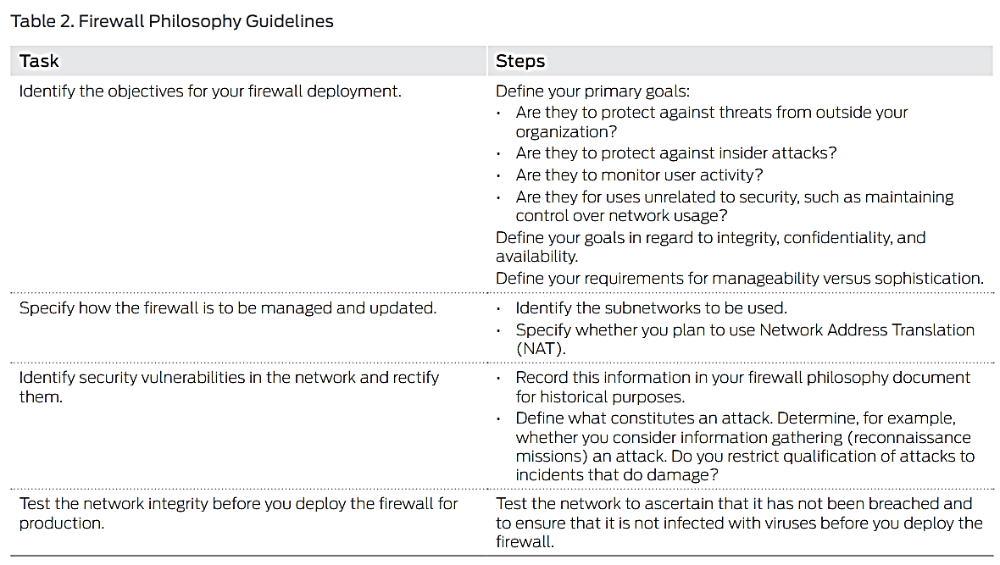 Table 2. Firewall Philosophy Guidelines
Task
Steps
Identify the objectives for your firewall deployment.
Define your primary goals:
• Are they to protect against threats from outside your
organization?
• Are they to protect against insider attacks?
• Are they to monitor user activity?
• Are they for uses unrelated to security, such as maintaining
control over network usage?
Define your goals in regard to integrity, confidentiality, and
availability.
Define your requirements for manageability versus sophistication.
Specify how the firewall is to be managed and updated.
• Identify the subnetworks to be used.
• Specify whether you plan to use Network Address Translation
(NAT).
Identify security vulnerabilities in the network and rectify
them.
• Record this information in your firewall philosophy document
for historical purposes.
• Define what constitutes an attack. Determine, for example,
whether you consider information gathering (reconnaissance
missions) an attack. Do you restrict qualification of attacks to
incidents that do damage?
Test the network integrity before you deploy the firewall for
production.
Test the network to ascertain that it has not been breached and
to ensure that it is not infected with viruses before you deploy the
firewall.